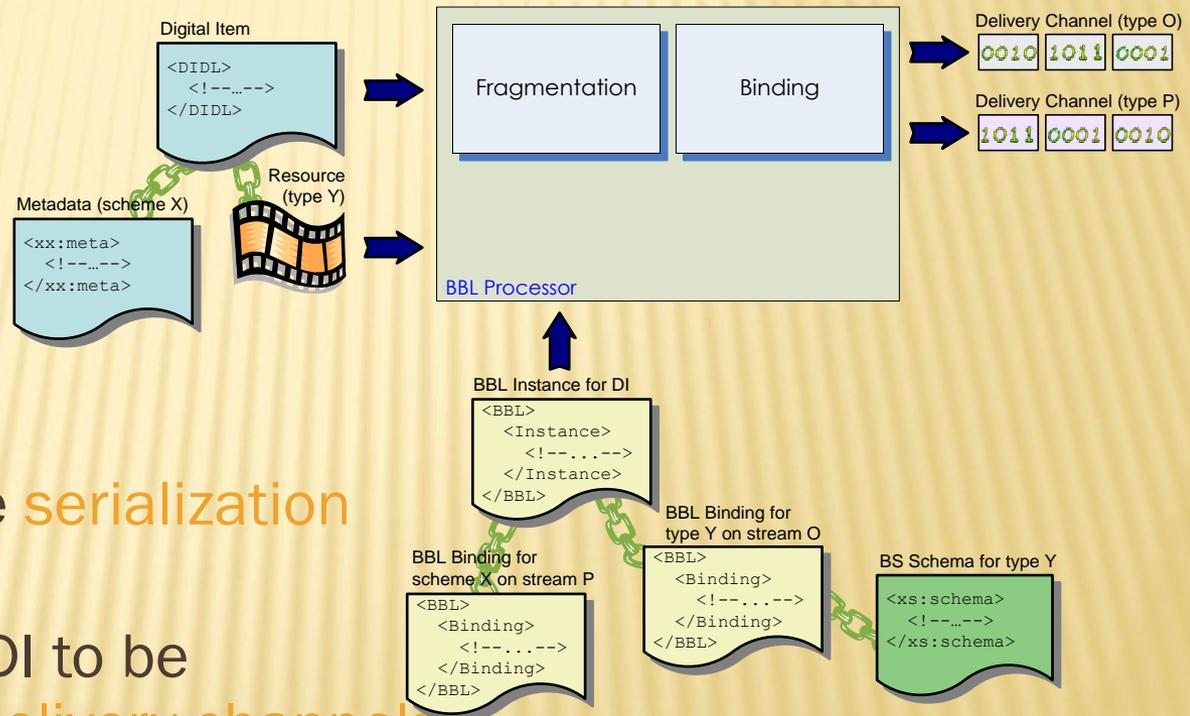 Digital Item
<DIDL>
<!--…-->
</DIDL>
Metadata (scheme X)
<xx:meta>
<!--…-->
</xx:meta>
Resource
(type Y)
Fragmentation
Binding
BBL Processor
Delivery Channel (type O)
0010 1011 0001
Delivery Channel (type P)
1011 0001 0010
BBL Instance for DI
<BBL>
<Instance>
<!--...-->
</Instance>
</BBL>
BBL Binding for
scheme X on stream P
<BBL>
<Binding>
<!--...-->
</Binding>
</BBL>
BBL Binding for
type Y on stream O
<BBL>
<Binding>
<!--...-->
</Binding>
</BBL>
BS Schema for type Y
<xs:schema>
<!--…-->
</xs:schema>
serialization
DI to be
channels